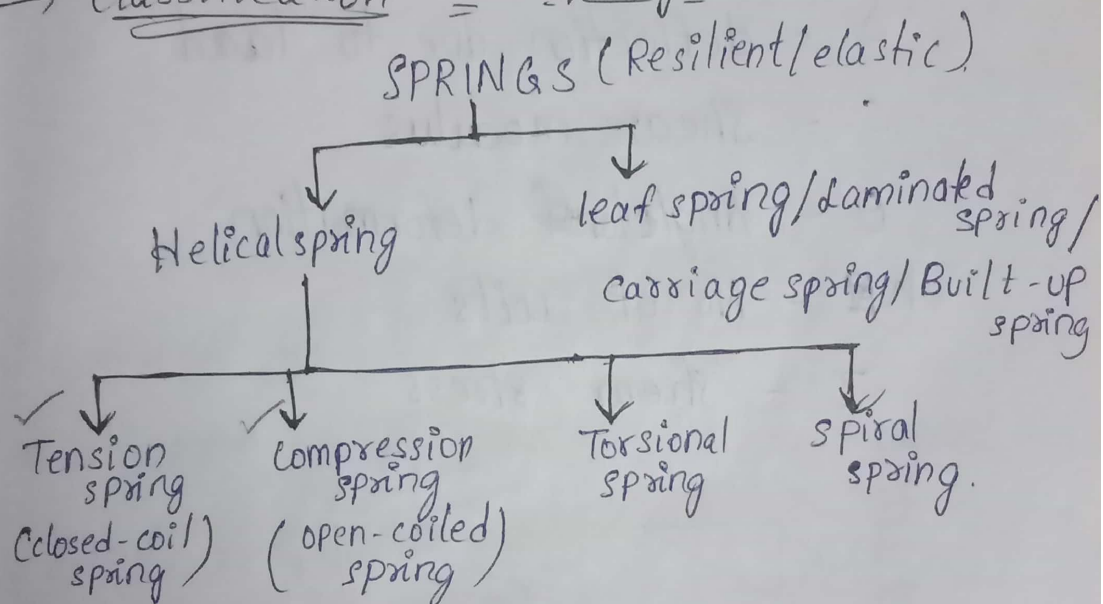 Classification =
SPRINGS (Resilient/elastic)
Helical spring
leaf spring/Laminated
spring/
carriage spring/Built-up
spring
Tension
spring
(closed-coil
spring)
compression
spring
(open-coiled
spring)
Torsional
spring
spiral
spring.